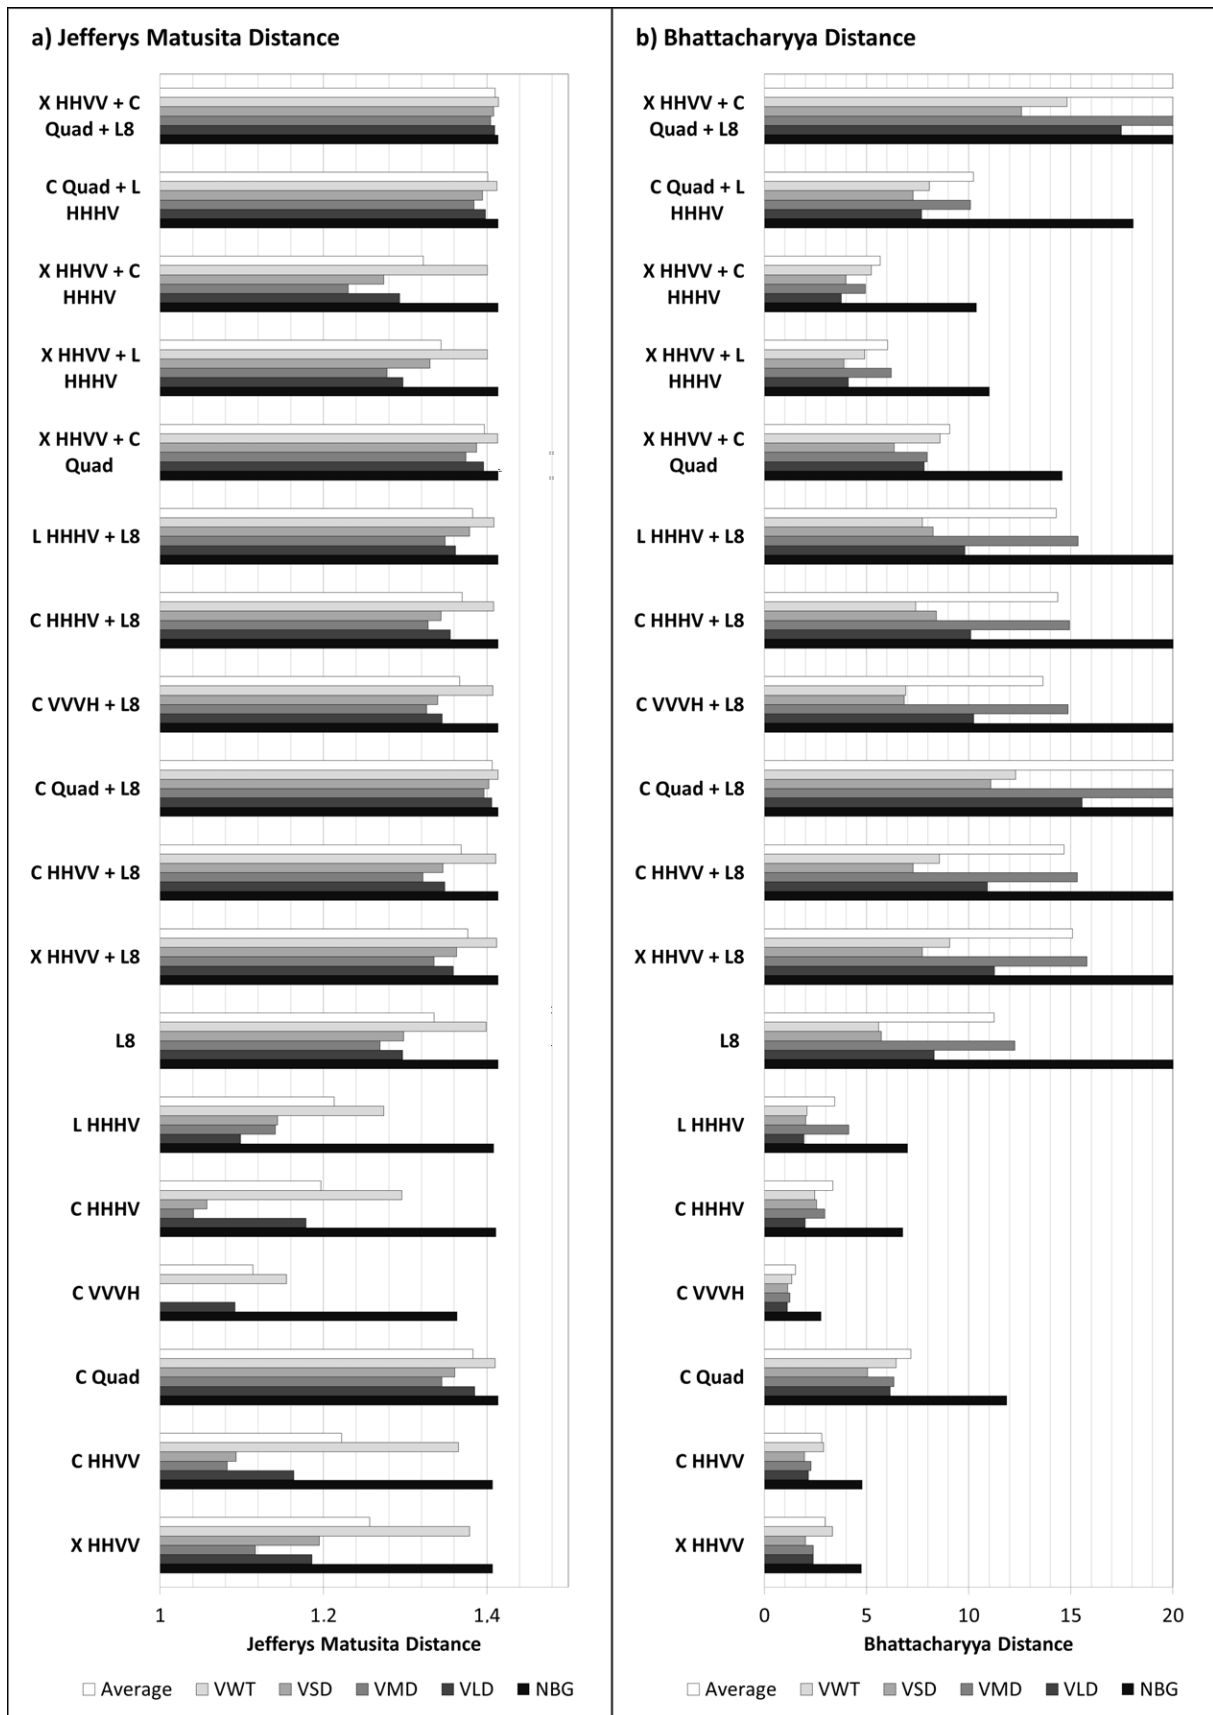 a) Jefferys Matusita Distance
X HHVV + C
Quad + L8
C Quad + L
HHHV
X HHVV + C
HHHV
X HHVV + L
HHHV
X HHVV + C
Quad
L HHHV + L8
C HHHV + L8
C VVVH + L8
C Quad + L8
C HHVV + L8
X HHVV + L8
L8
L HHHV
C HHHV
C VVVH
C Quad
C HHVV
X HHVV
1 1.2 1,4
Jefferys Matusita Distance
Average VWT VSD VMD VLD NBG
b) Bhattacharyya Distance
X HHVV + C
Quad + L8
C Quad + L
HHHV
X HHVV + C
HHHV
X HHVV + L
HHHV
X HHVV + C
Quad
L HHHV + L8
C HHHV + L8
C VVVH + L8
C Quad + L8
C HHVV + L8
X HHVV + L8
L8
L HHHV
C HHHV
C VVVH
C Quad
C HHVV
X HHVV
0 5 10 15 20
Bhattacharyya Distance
Average VWT VSD VMD VLD NBG